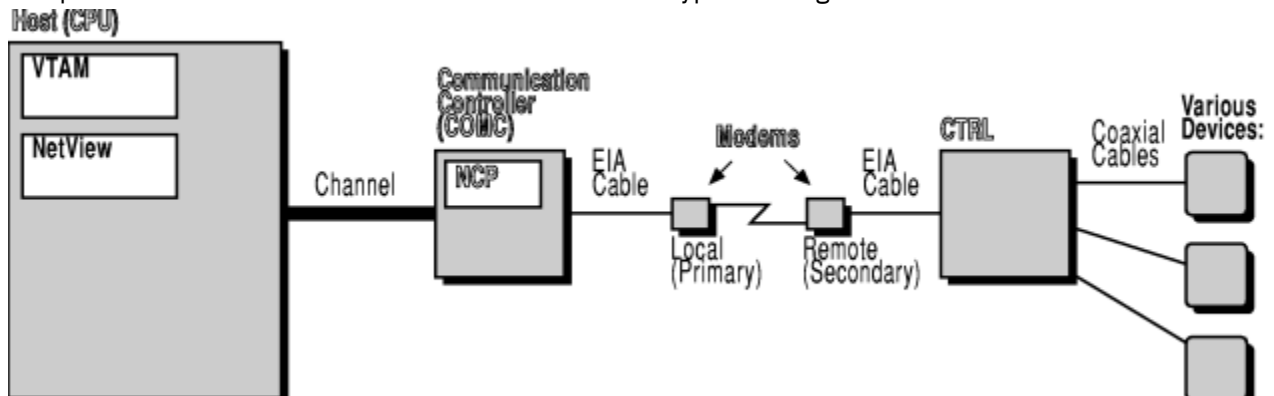 Host (CPU)
VTAM
NetView
Channel
Communication
Controller
(COMC)
NCP
EIA
Cable
Modems
Local
(Primary)
Remote
(Secondary)
EIA
Cable
CTRL
Coaxial
Cables
Various
Devices: